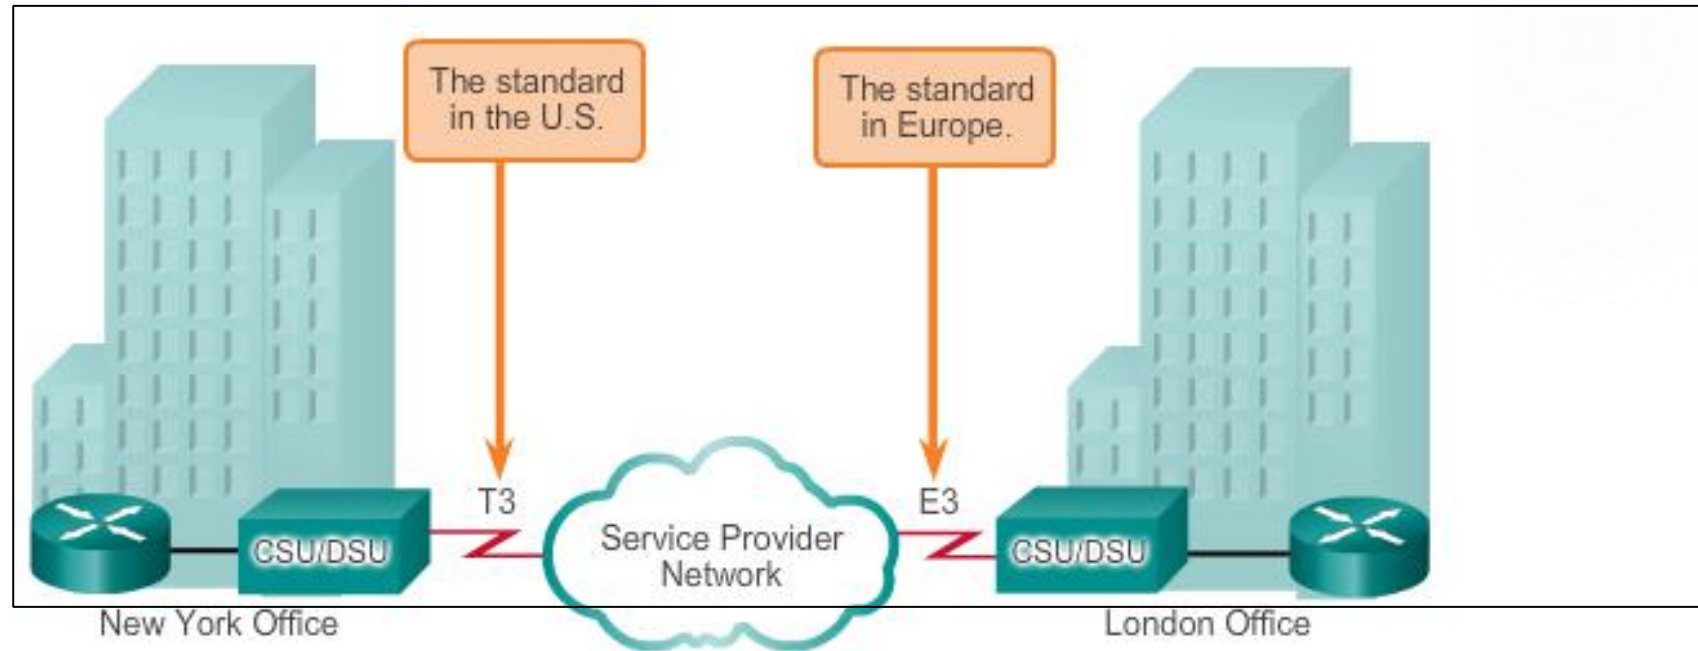 The standard
in the U.S.
The standard
in Europe.
T3
E3
CSU/DSU
Service Provider
Network
CSU/DSU
New York Office
London Office